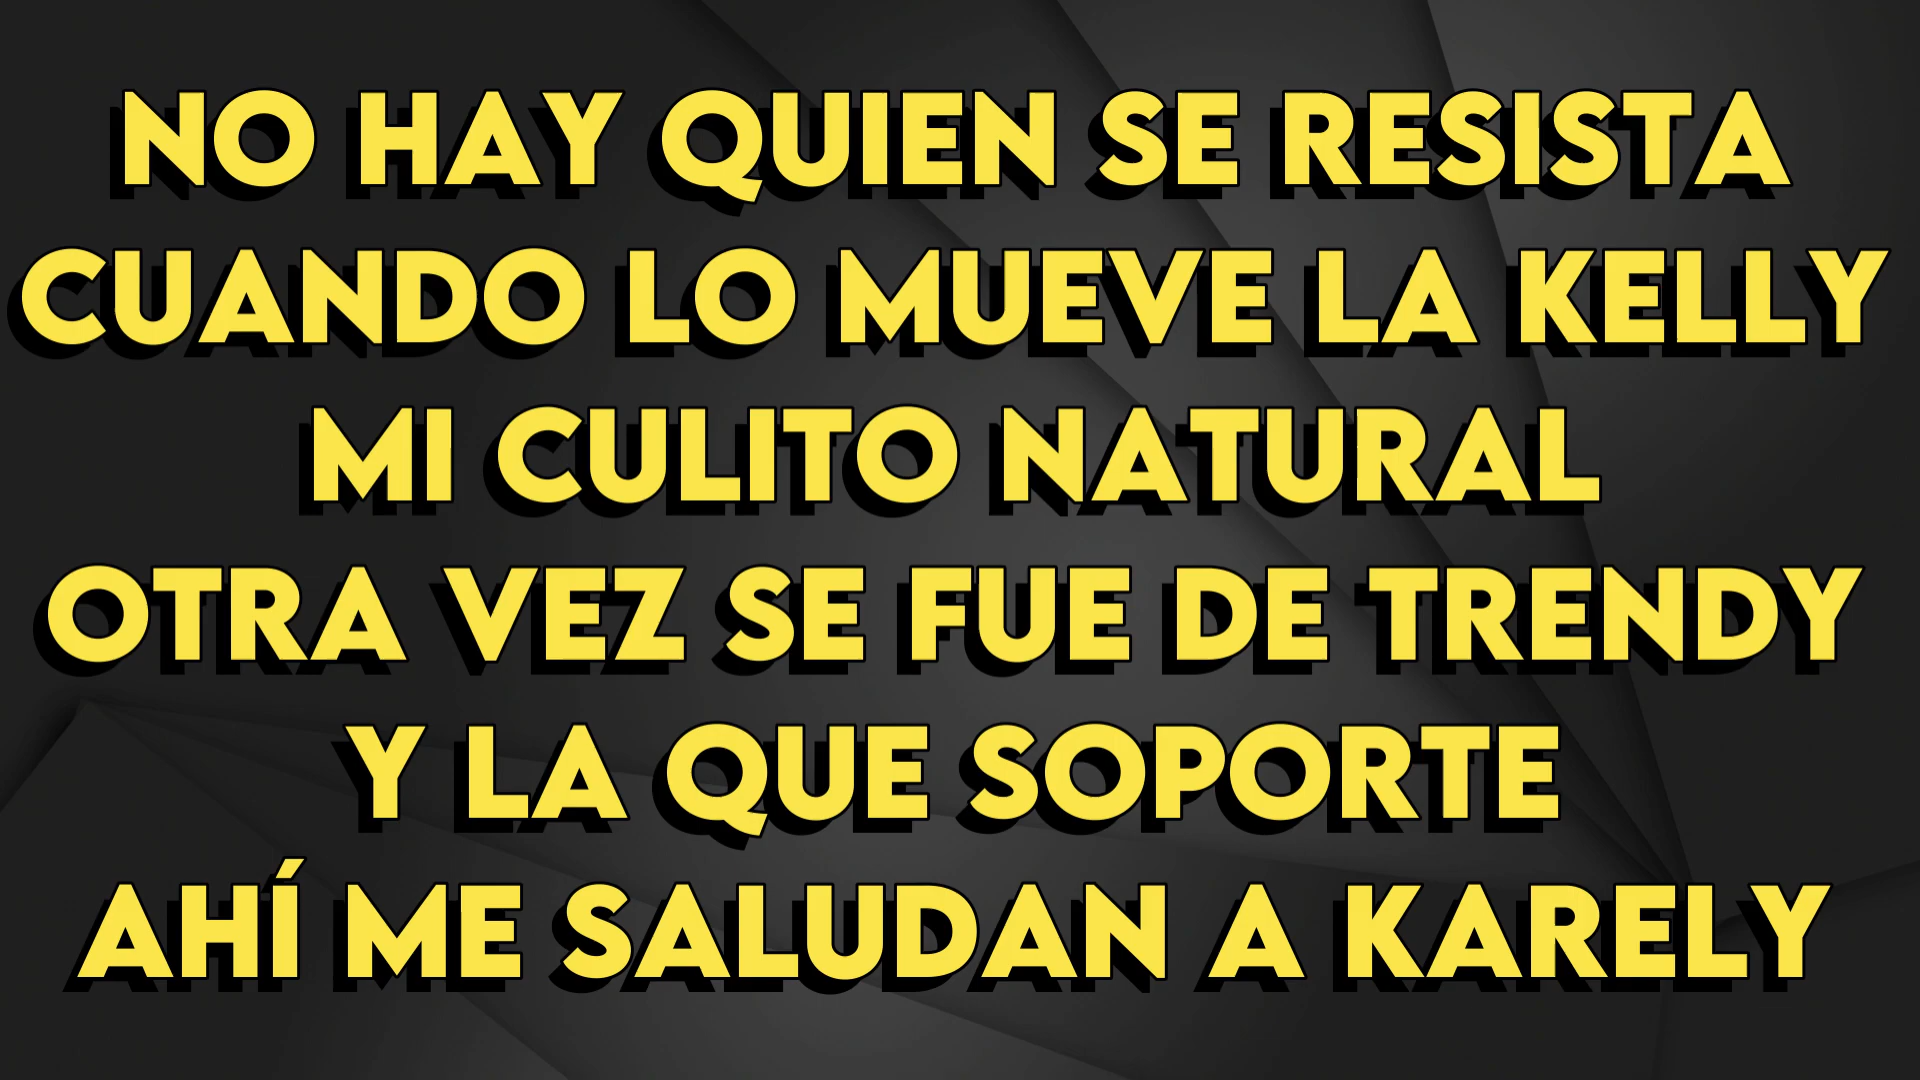 NO HAY QUIEN SE RESISTA
CUANDO LO MUEVE LA KELLY
MI CULITO NATURAL
OTRA VEZ SE FUE DE TRENDY
Y LA QUE SOPORTE
AHÍ ME SALUDAN A KARELY